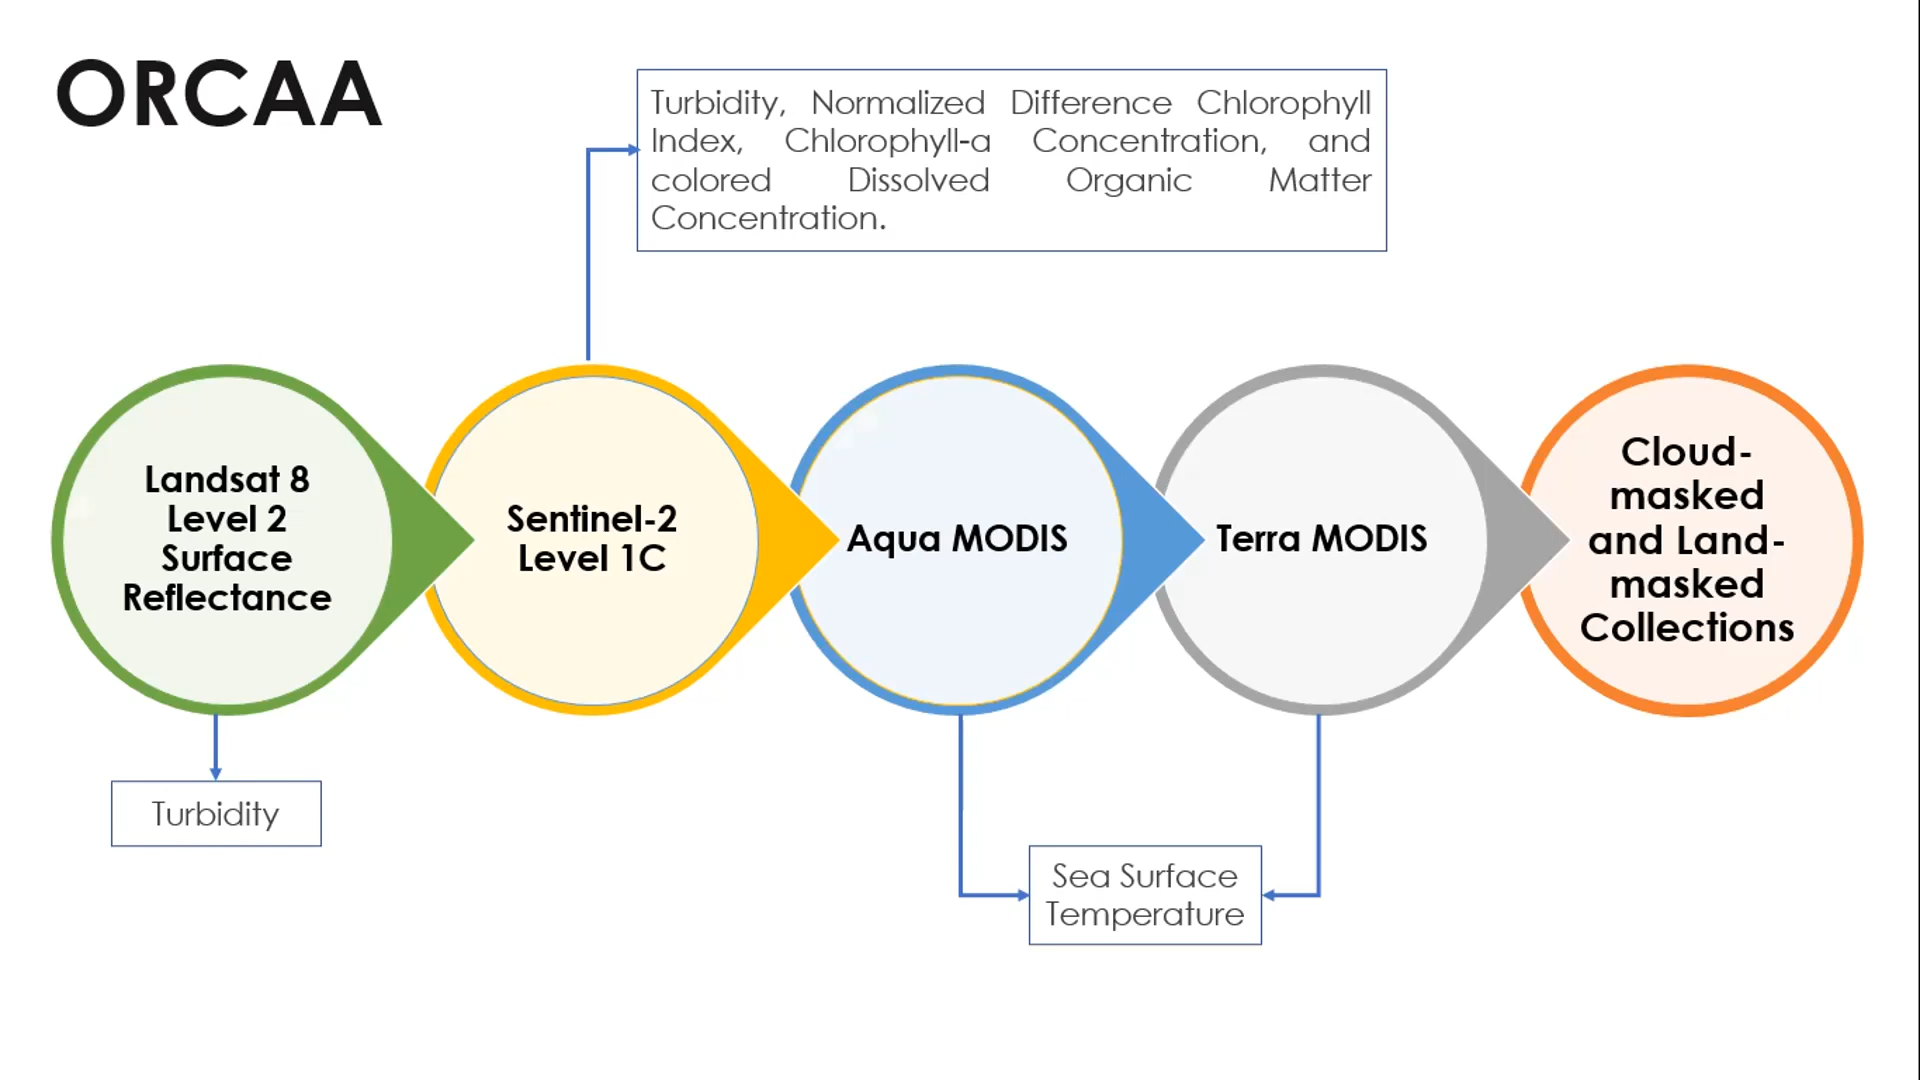 ORCAA
Turbidity, Normalized Difference Chlorophyll
Index, Chlorophyll-a Concentration, and
colored Dissolved Organic Matter
Concentration.
Landsat 8
Level 2
Surface
Reflectance
Sentinel-2
Level 1C
Aqua MODIS
Terra MODIS
Cloud-
masked
and Land-
masked
Collections
Turbidity
Sea Surface
Temperature